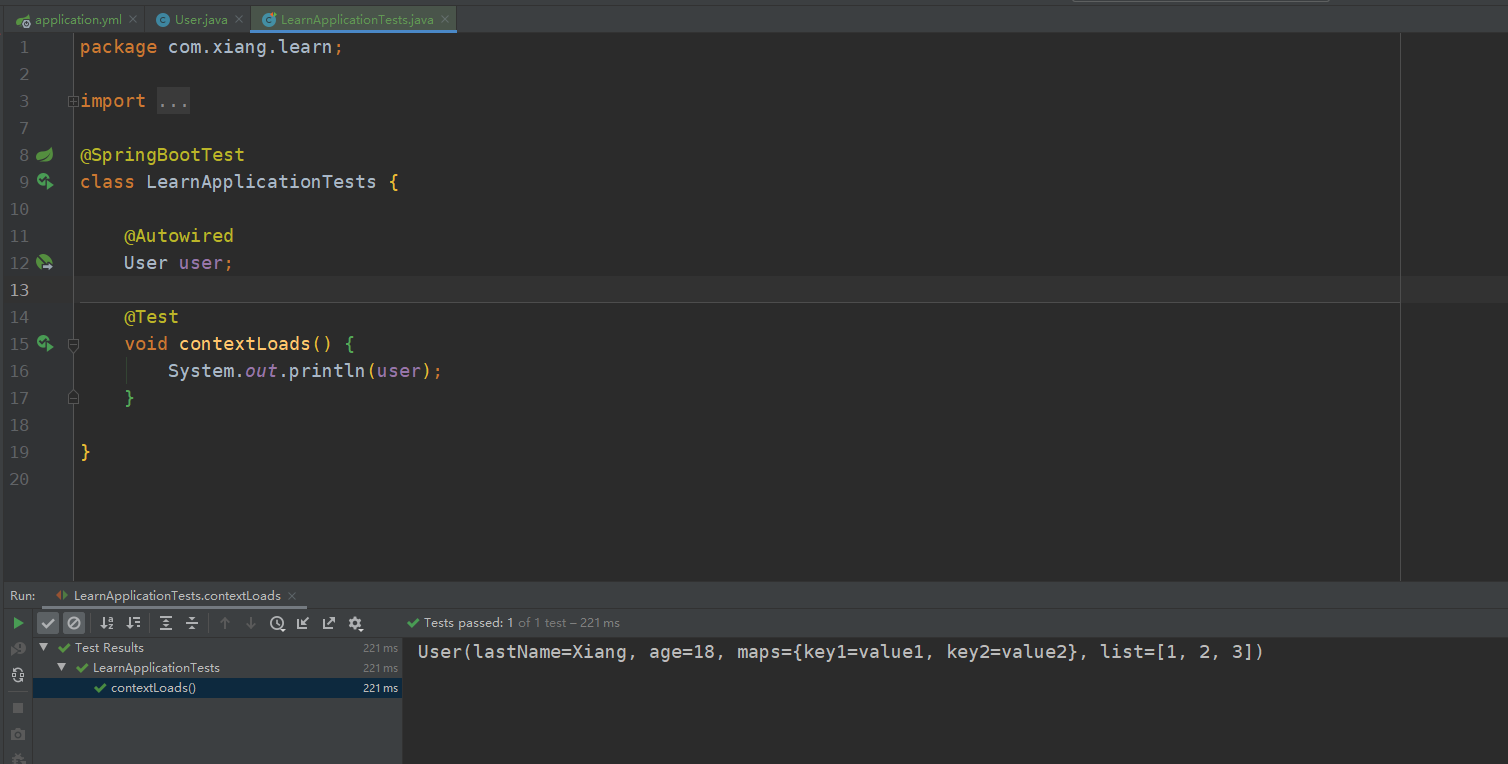 application.yml
User.java
LearnApplicationTests.java
1 package com.xiang.learn;
2
3 import ...
7
8 @SpringBootTest
9 class LearnApplicationTests {
10
11 @Autowired
12 User user;
13
14 @Test
15 void contextLoads() {
16 System.out.println(user);
17 }
18
19 }
20
Run: LearnApplicationTests.contextLoads
Tests passed: 1 of 1 test – 221 ms
Test Results 221 ms
LearnApplicationTests 221 ms
contextLoads() 221 ms
User(lastName=Xiang, age=18, maps={key1=value1, key2=value2}, list=[1, 2, 3])